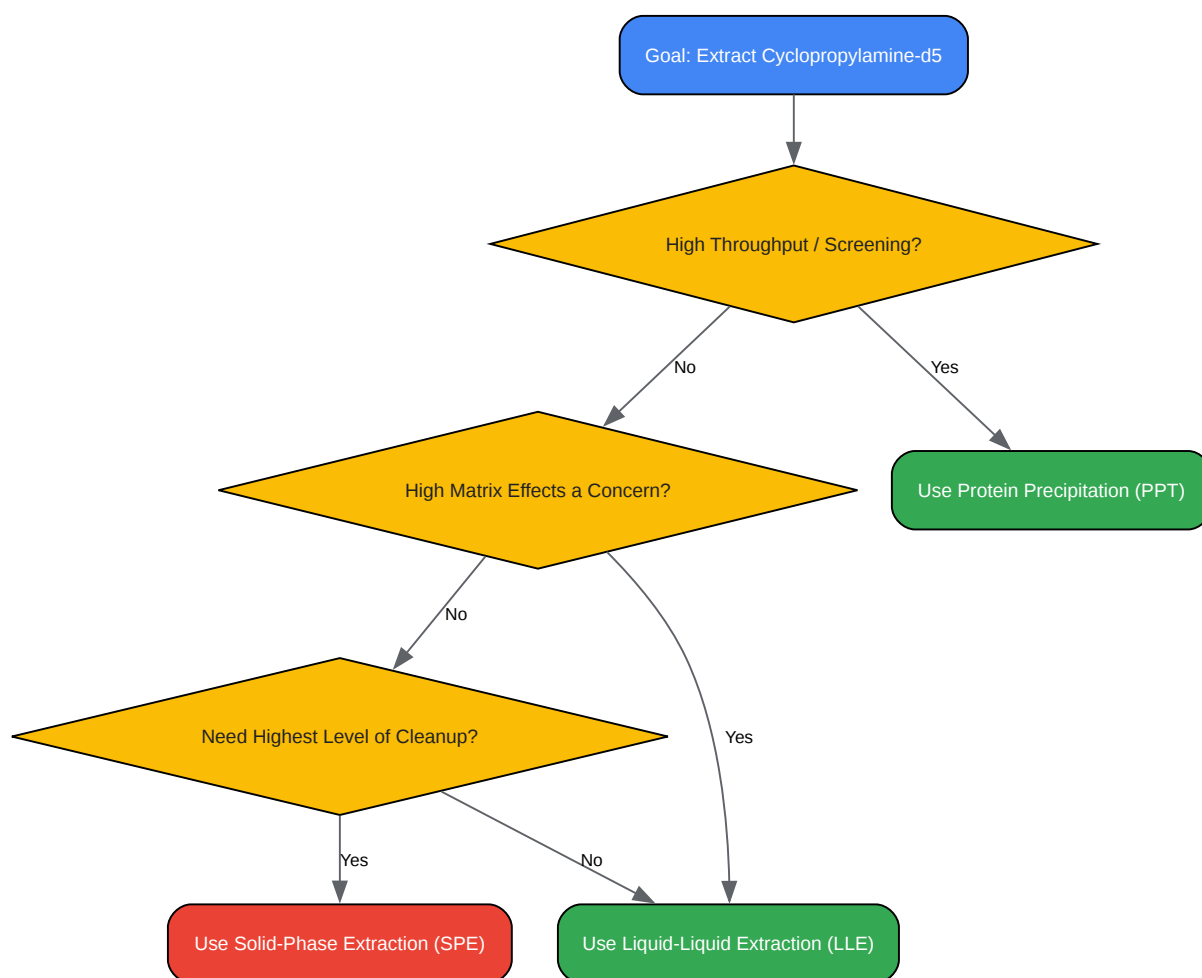 Goal: Extract Cyclopropylamine-d5
High Throughput / Screening?
No
Yes
High Matrix Effects a Concern?
Use Protein Precipitation (PPT)
No
Need Highest Level of Cleanup?
Yes
Yes
No
Use Solid-Phase Extraction (SPE)
Use Liquid-Liquid Extraction (LLE)